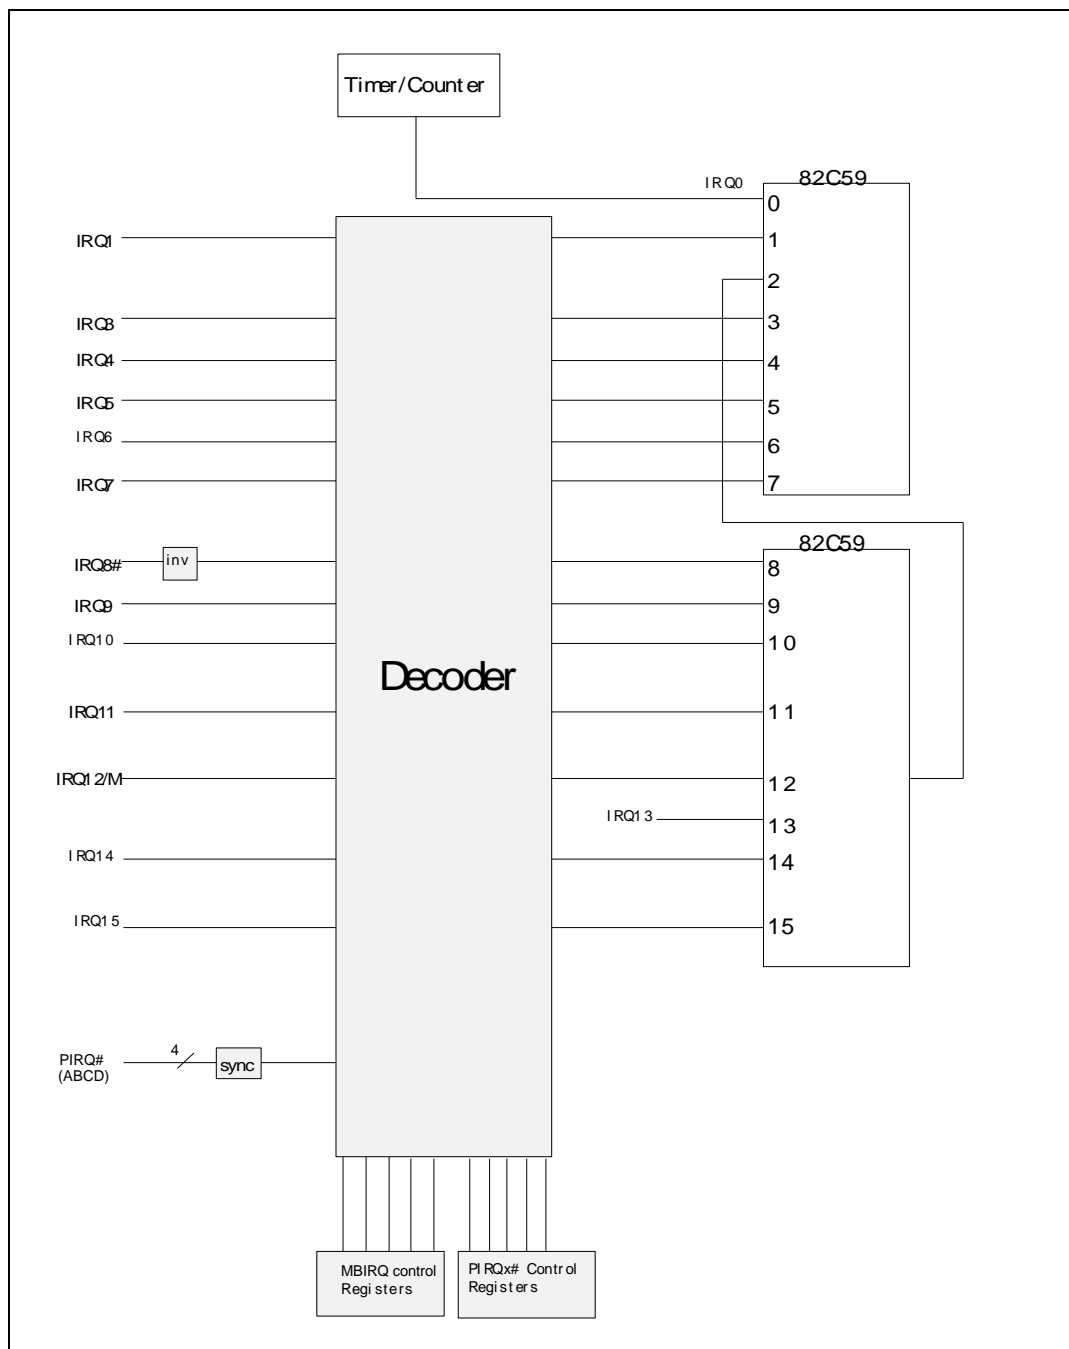 Timer/Counter
IRQ0
82C59
0
IRQ1
1
2
IRQ3
3
IRQ4
4
IRQ5
5
IRQ6
6
IRQ7
7
82C59
IRQ8#
inv
8
IRQ9
9
IRQ10
10
Decoder
IRQ11
11
IRQ12/M
12
IRQ13
13
IRQ14
14
IRQ15
15
PIRQ#
(ABCD)
4
sync
MBIRQ control
Registers
PIRQx# Control
Registers